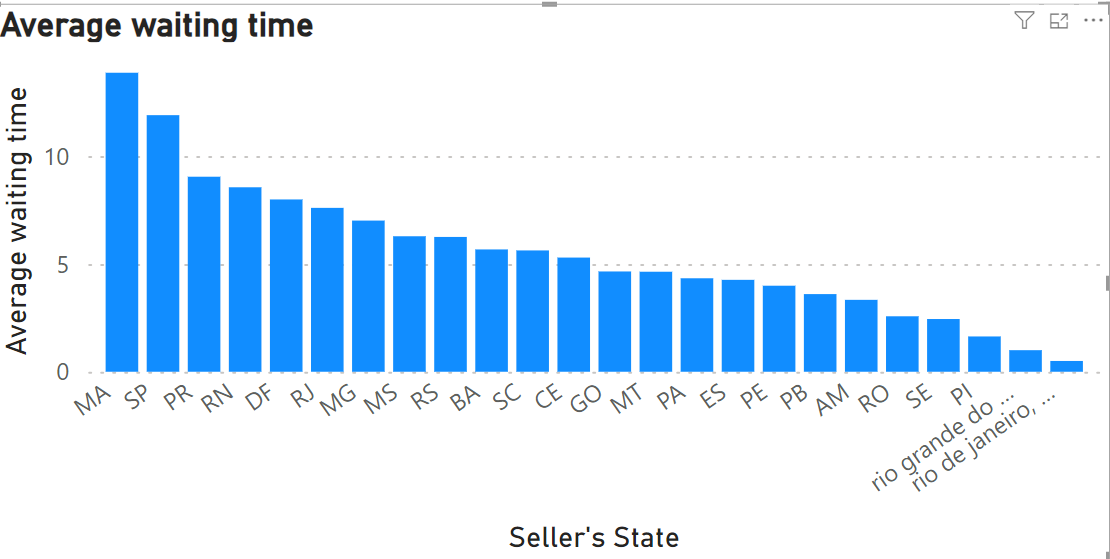 Average waiting time
Average waiting time
10
5
0
MA
SP
PR
RN
DF
RJ
MG
MS
RS
BA
SC
CE
GO
MT
PA
ES
PE
PB
AM
RO
SE
PI
rio grande do ...
rio de janeiro, ...
Seller's State